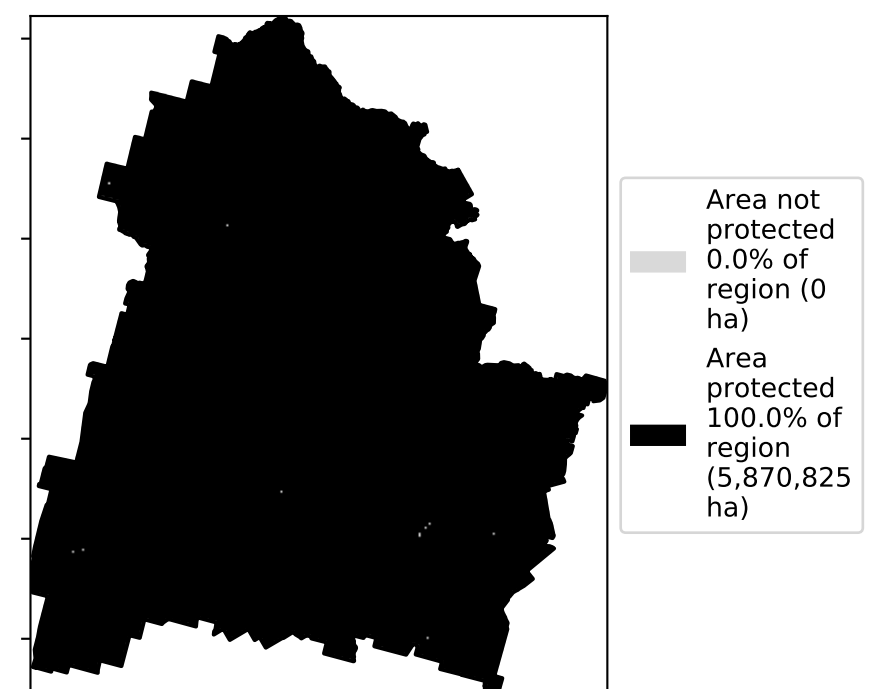 Area not
protected
0.0% of
region (0
ha)
Area
protected
100.0% of
region
(5,870,825
ha)